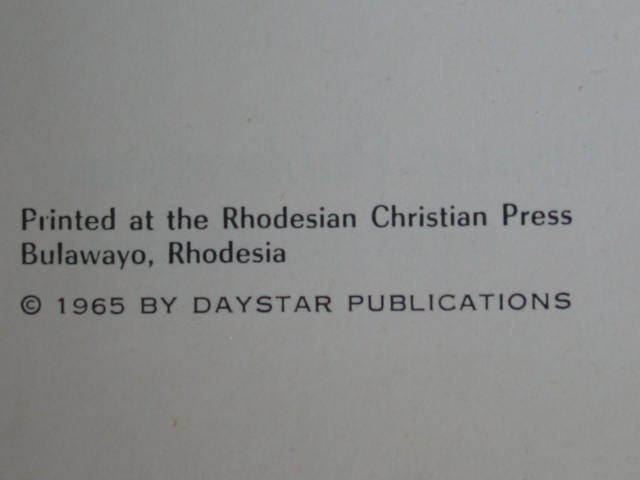 Printed at the Rhodesian Christian Press
Bulawayo, Rhodesia
© 1965 BY DAYSTAR PUBLICATIONS